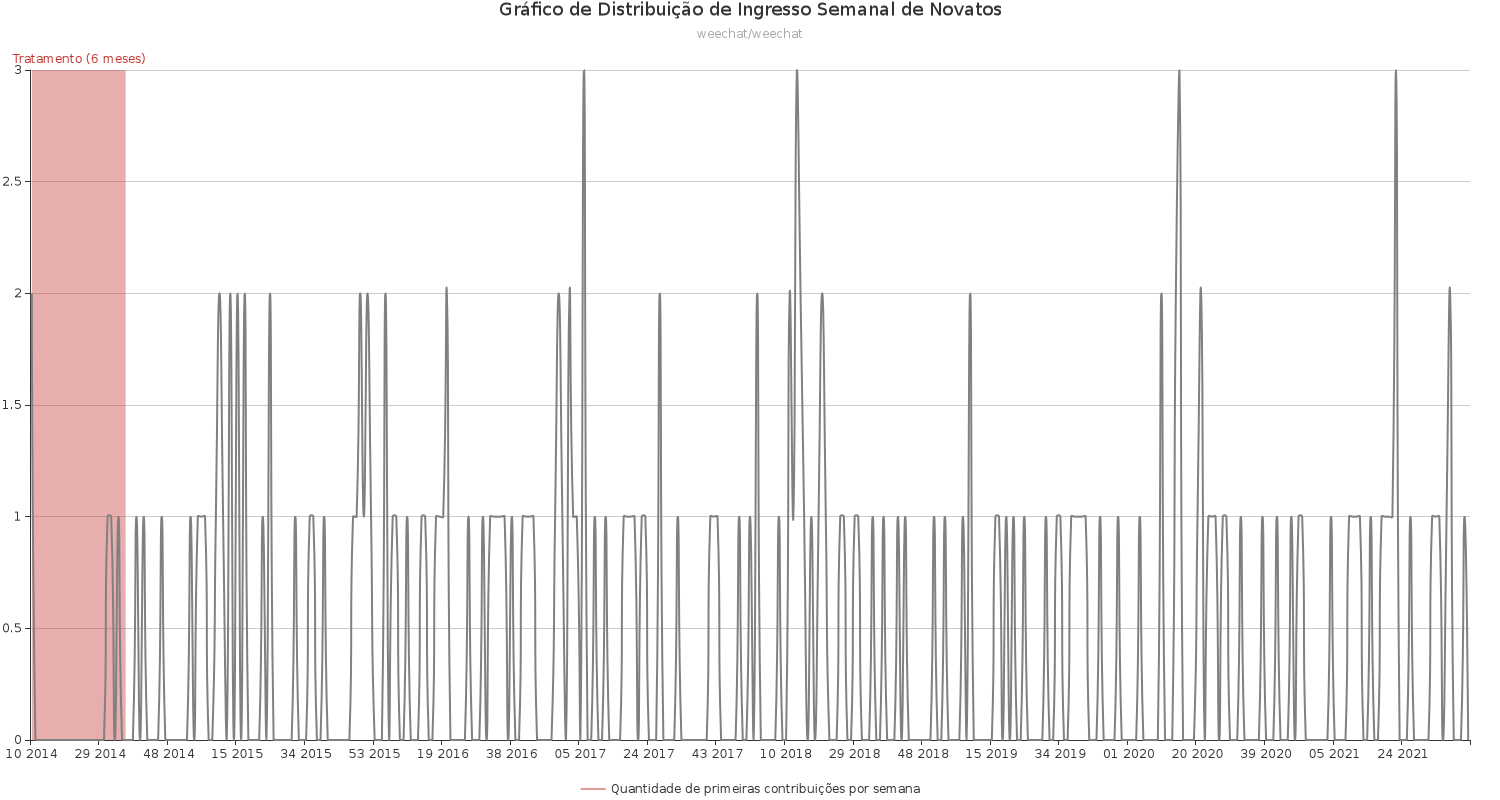 Gráfico de Distribuição de Ingresso Semanal de Novatos
weechat/weechat
Tratamento (6 meses)
3
2.5
2
1.5
1
0.5
0
10 2014 29 2014 48 2014 15 2015 34 2015 53 2015 19 2016 38 2016 05 2017 24 2017 43 2017 10 2018 29 2018 48 2018 15 2019 34 2019 01 2020 20 2020 39 2020 05 2021 24 2021
Quantidade de primeiras contribuições por semana